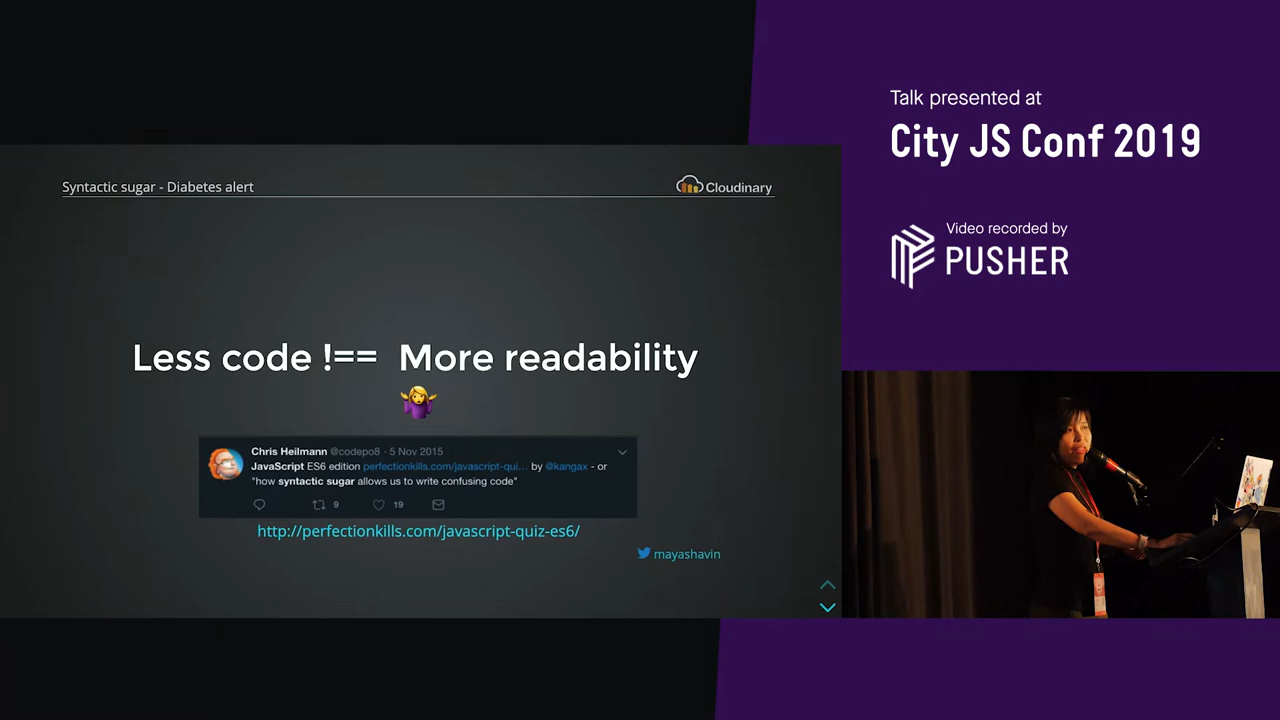 Talk presented at
City JS Conf 2019
Video recorded by
PUSHER
Syntactic sugar - Diabetes alert
Cloudinary
Less code !== More readability
Chris Heilmann @codepo8 · 5 Nov 2015
JavaScript ES6 edition perfectionkills.com/javascript-qui... by @kangax - or
"how syntactic sugar allows us to write confusing code"
9
19
http://perfectionkills.com/javascript-quiz-es6/
mayashavin